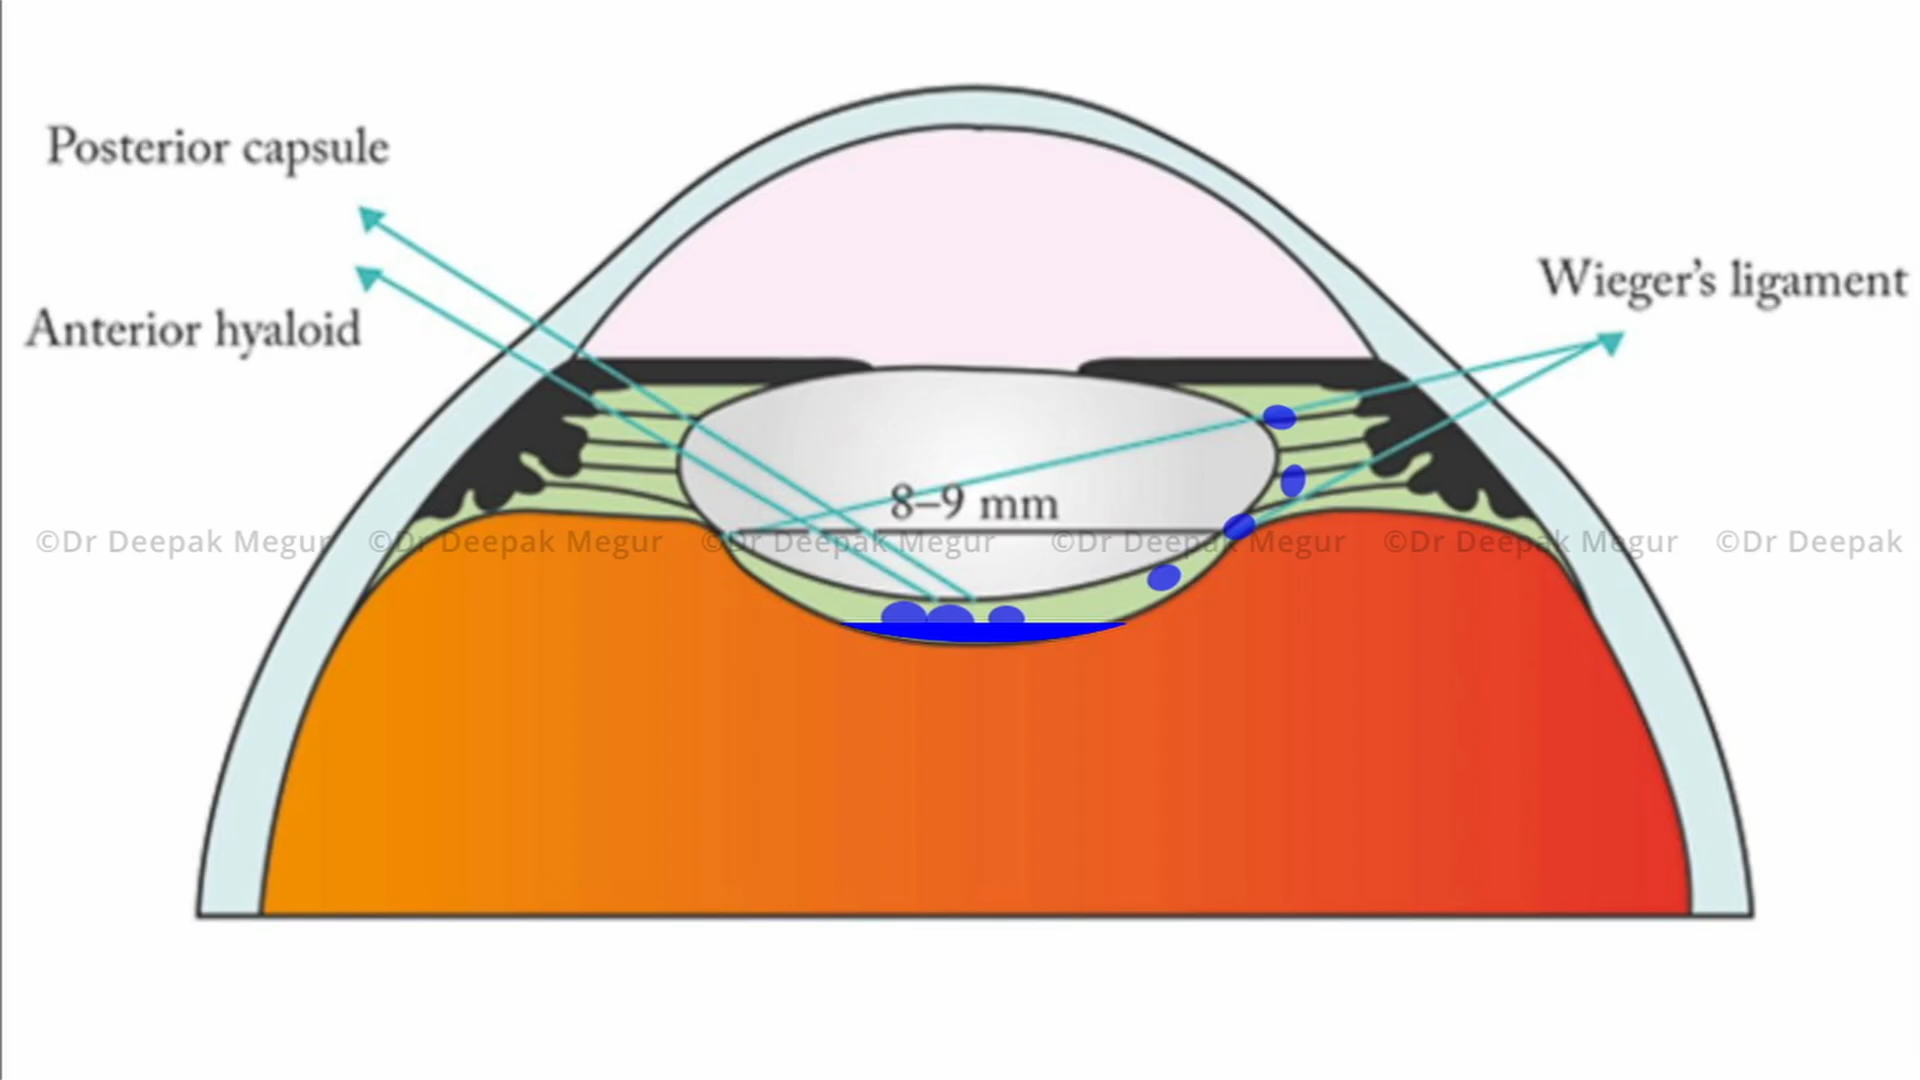 Posterior capsule
Wieger's ligament
Anterior hyaloid
8–9 mm
©Dr Deepak Megur ©Dr Deepak Megur ©Dr Deepak Megur ©Dr Deepak Megur ©Dr Deepak Megur ©Dr Deepak